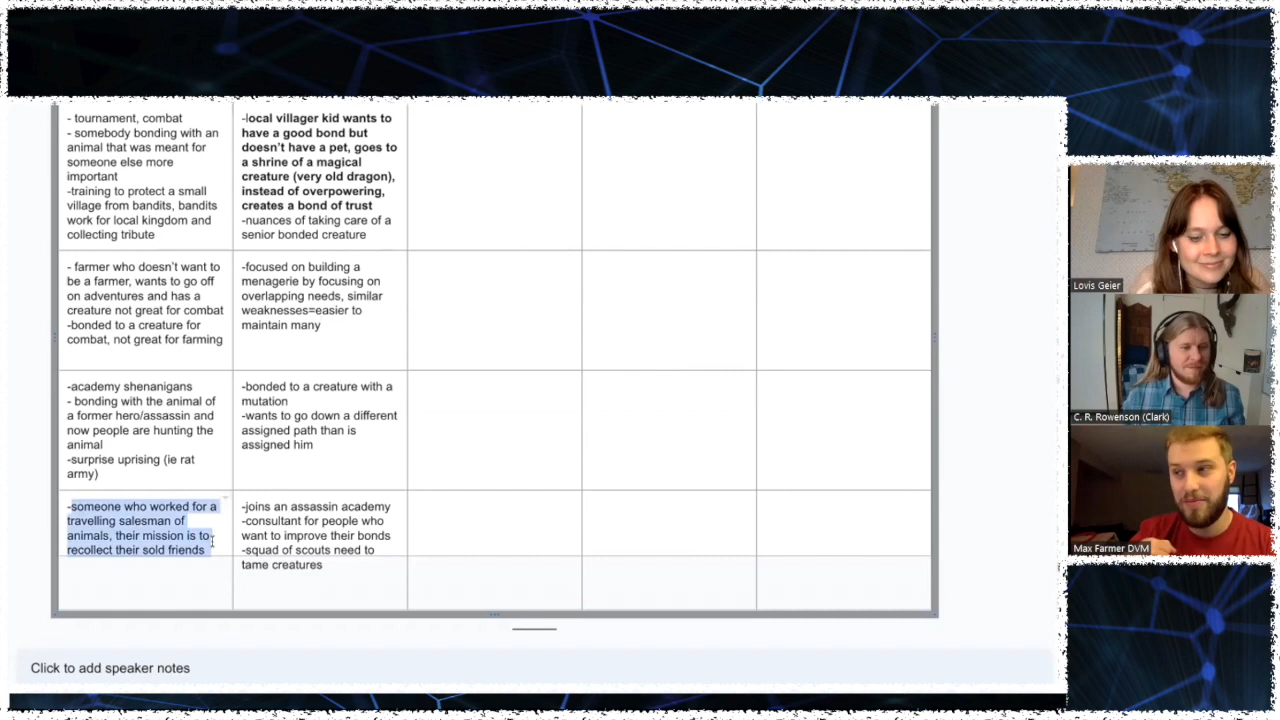 - tournament, combat
- somebody bonding with an
animal that was meant for
someone else more
important
-training to protect a small
village from bandits, bandits
work for local kingdom and
collecting tribute
-local villager kid wants to
have a good bond but
doesn't have a pet, goes to
a shrine of a magical
creature (very old dragon),
instead of overpowering,
creates a bond of trust
-nuances of taking care of a
senior bonded creature
- farmer who doesn't want to
be a farmer, wants to go off
on adventures and has a
creature not great for combat
-bonded to a creature for
combat, not great for farming
-focused on building a
menagerie by focusing on
overlapping needs, similar
weaknesses=easier to
maintain many
-academy shenanigans
- bonding with the animal of
a former hero/assassin and
now people are hunting the
animal
-surprise uprising (ie rat
army)
-bonded to a creature with a
mutation
-wants to go down a different
assigned path than is
assigned him
-someone who worked for a
travelling salesman of
animals, their mission is to
recollect their sold friends
-joins an assassin academy
-consultant for people who
want to improve their bonds
-squad of scouts need to
tame creatures
Click to add speaker notes
Lovis Geier
C. R. Rowenson (Clark)
Max Farmer DVM